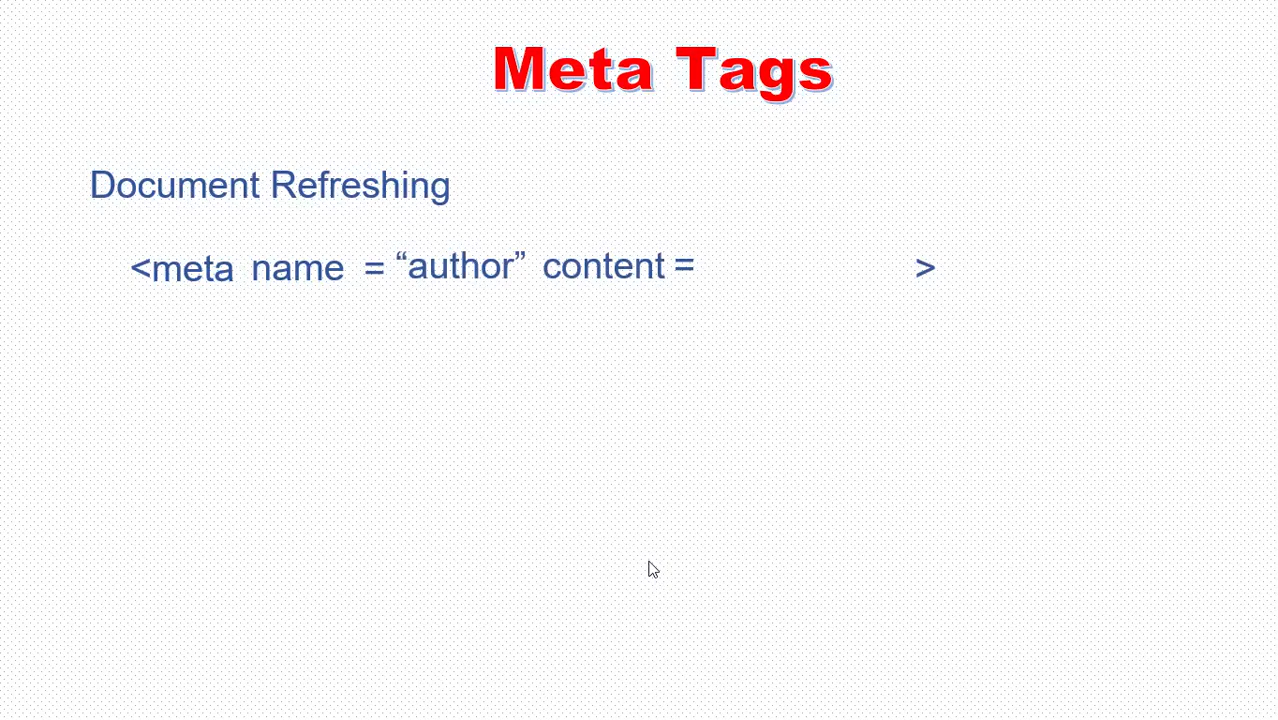 Meta Tags
Document Refreshing
<meta name = “author” content = >